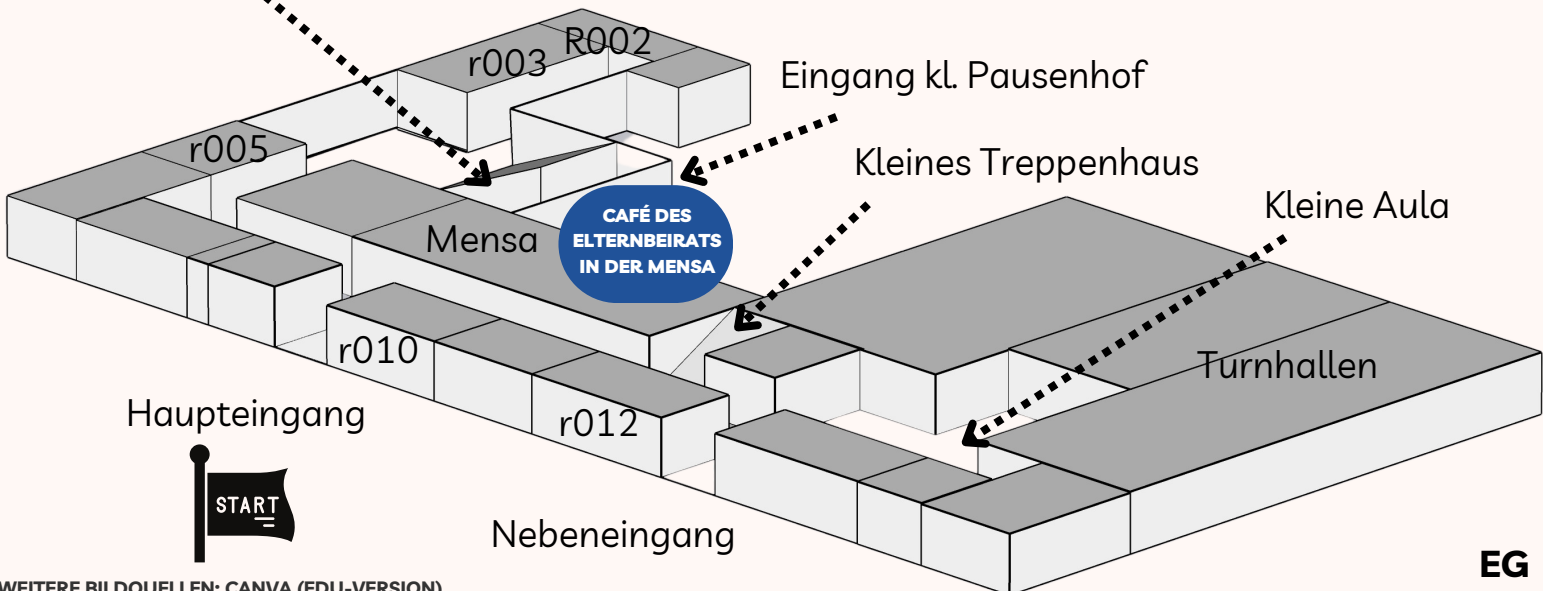 R002
r003
Eingang kl. Pausenhof
r005
Kleines Treppenhaus
Kleine Aula
CAFÉ DES
ELTERNBEIRATS
IN DER MENSA
Mensa
r010
Turnhallen
Haupteingang
r012
START
Nebeneingang
EG
WEITERE BILDQUELLEN: CANVA (EDU-VERSION)